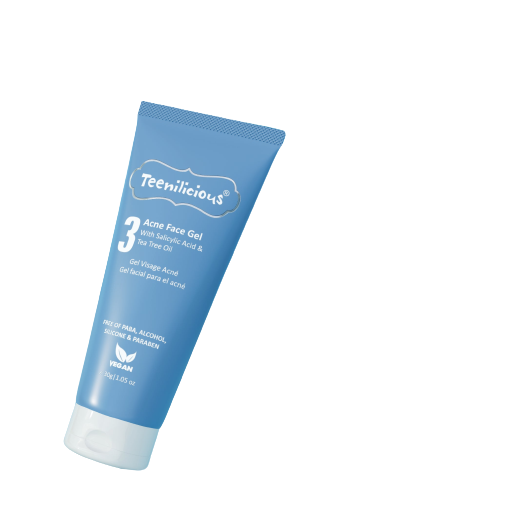 Teenilicious®
3
Acne Face Gel
With Salicylic Acid &
Tea Tree Oil
Gel Visage Acné
Gel facial para el acné
FREE OF PABA, ALCOHOL,
SILICONE & PARABEN
VEGAN
30g|1.05 oz